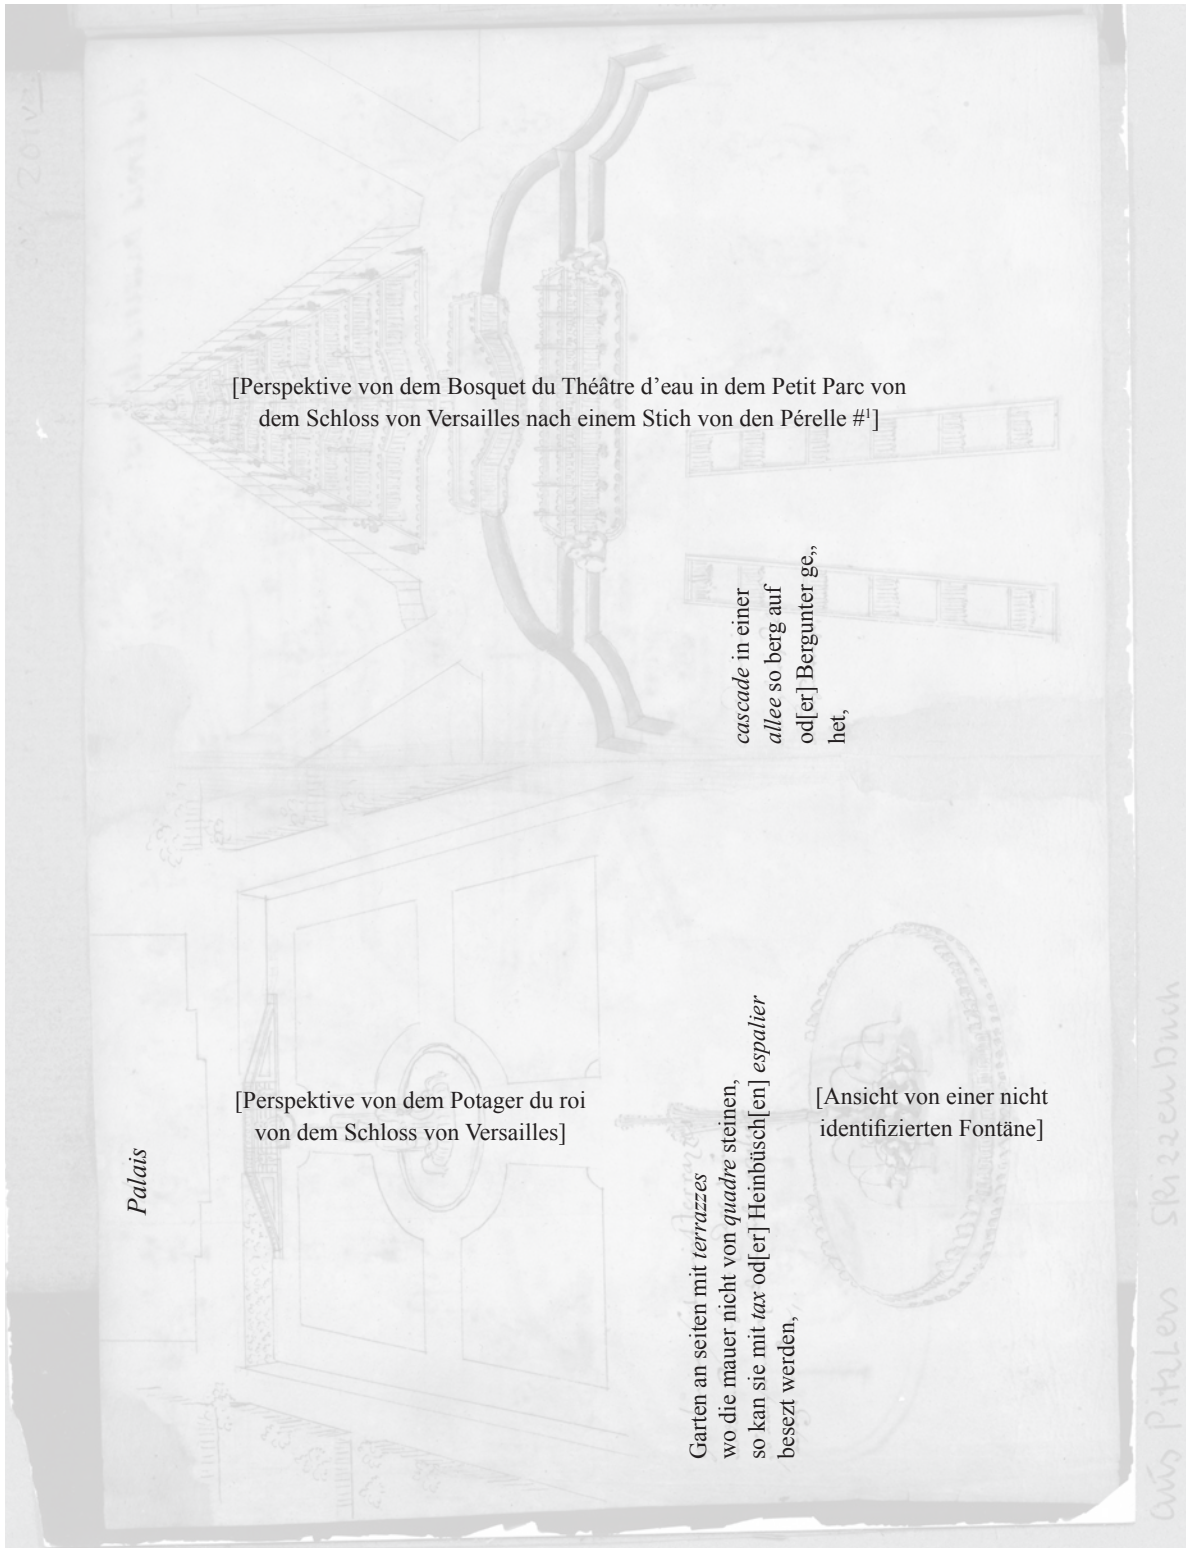 [Perspektive von dem Bosquet du Théâtre d’eau in dem Petit Parc von
dem Schloss von Versailles nach einem Stich von den Pérelle #¹]
cascade in einer
allee so berg auf
od[er] Bergunter ge„
het,
Palais
[Perspektive von dem Potager du roi
von dem Schloss von Versailles]
Garten an seiten mit terrazzes
wo die mauer nicht von quadre steinen,
so kan sie mit tax od[er] Heinbüsch[en] espalier
besezt werden,
[Ansicht von einer nicht
identifizierten Fontäne]
aus Pitzlers Skizzenbuch